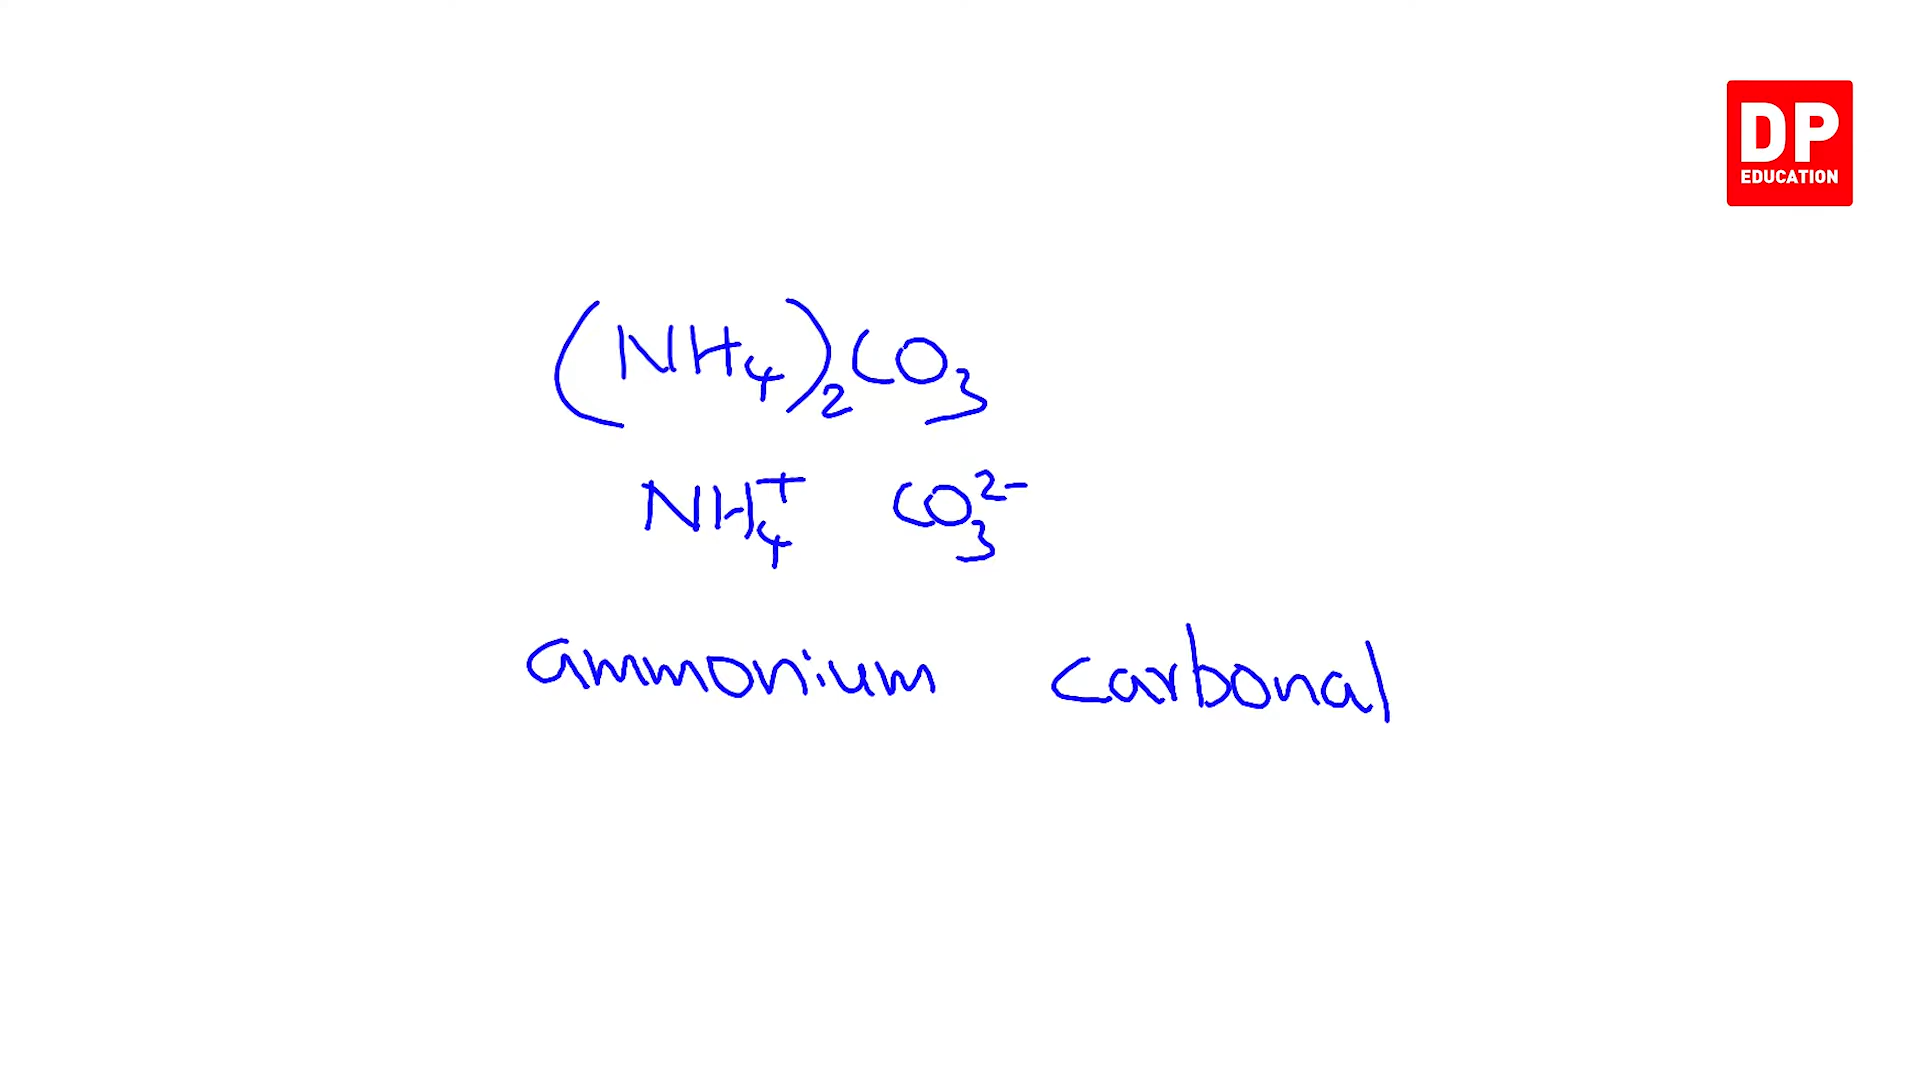 DP
EDUCATION
(NH₄)₂CO₃
NH₄⁺ CO₃²⁻
ammonium carbonal